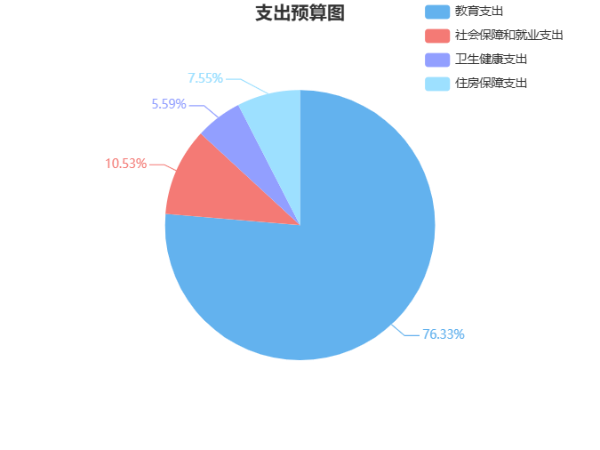 支出预算图
教育支出
社会保障和就业支出
卫生健康支出
住房保障支出
7.55%
5.59%
10.53%
76.33%